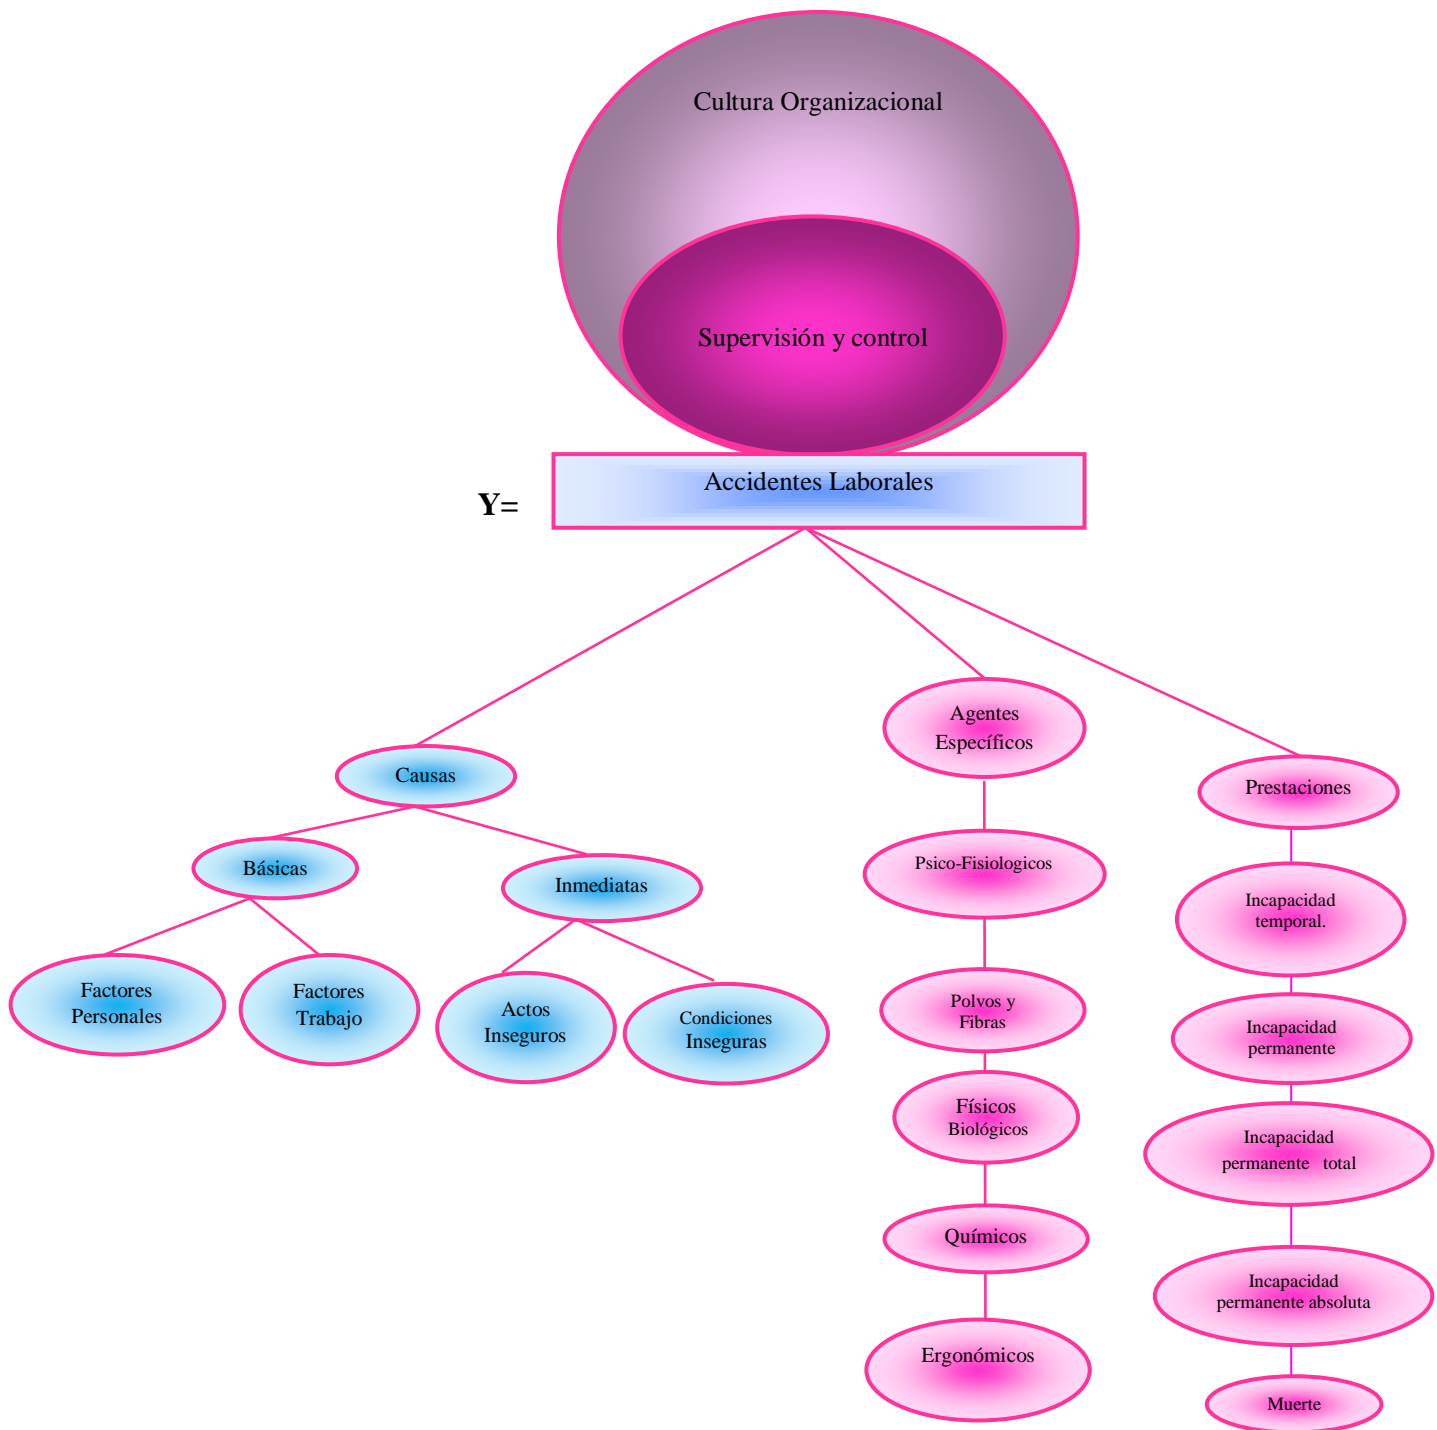 Cultura Organizacional
Supervisión y control
Accidentes Laborales
Y=
Causas
Básicas
Inmediatas
Factores
Personales
Factores
Trabajo
Actos
Inseguros
Condiciones
Inseguras
Agentes
Específicos
Psico-Fisiologicos
Polvos y
Fibras
Físicos
Biológicos
Químicos
Ergonómicos
Prestaciones
Incapacidad
temporal.
Incapacidad
permanente
Incapacidad
permanente total
Incapacidad
permanente absoluta
Muerte